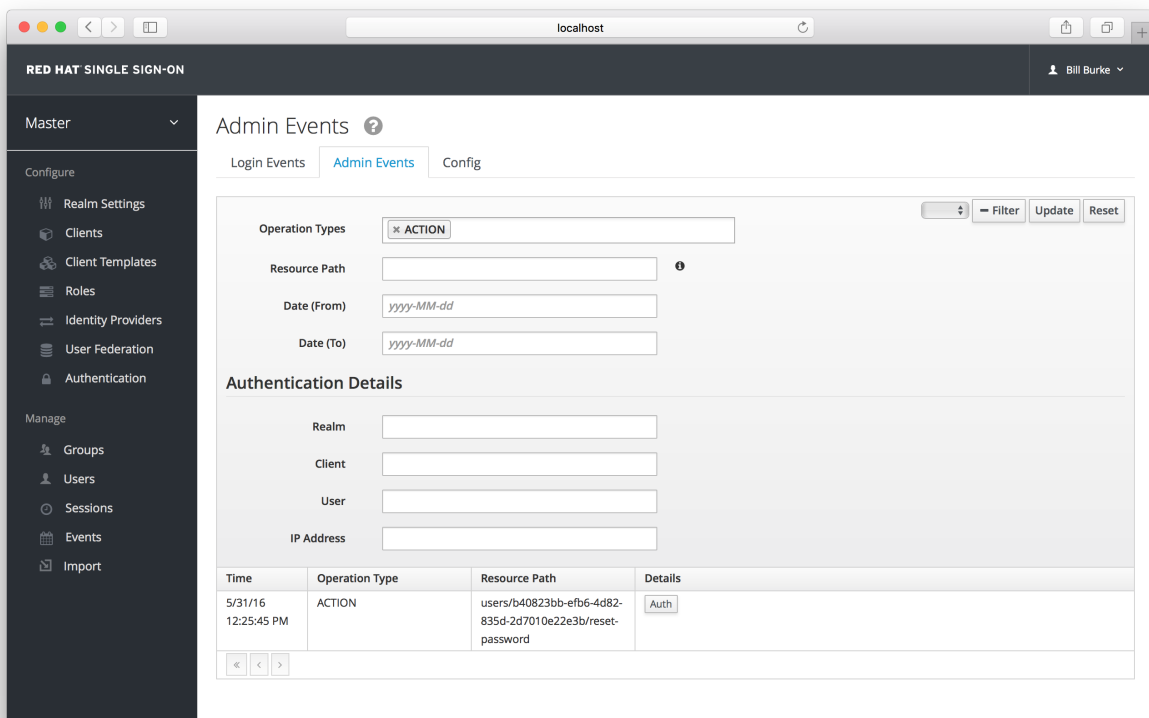 localhost
RED HAT SINGLE SIGN-ON
Bill Burke
Master
Configure
Realm Settings
Clients
Client Templates
Roles
Identity Providers
User Federation
Authentication
Manage
Groups
Users
Sessions
Events
Import
Admin Events
Login Events Admin Events Config
Filter Update Reset
Operation Types ACTION
Resource Path
Date (From) yyyy-MM-dd
Date (To) yyyy-MM-dd
Authentication Details
Realm
Client
User
IP Address
Time Operation Type Resource Path Details
5/31/16 ACTION users/b40823bb-efb6-4d82- Auth
12:25:45 PM 835d-2d7010e22e3b/reset-
password